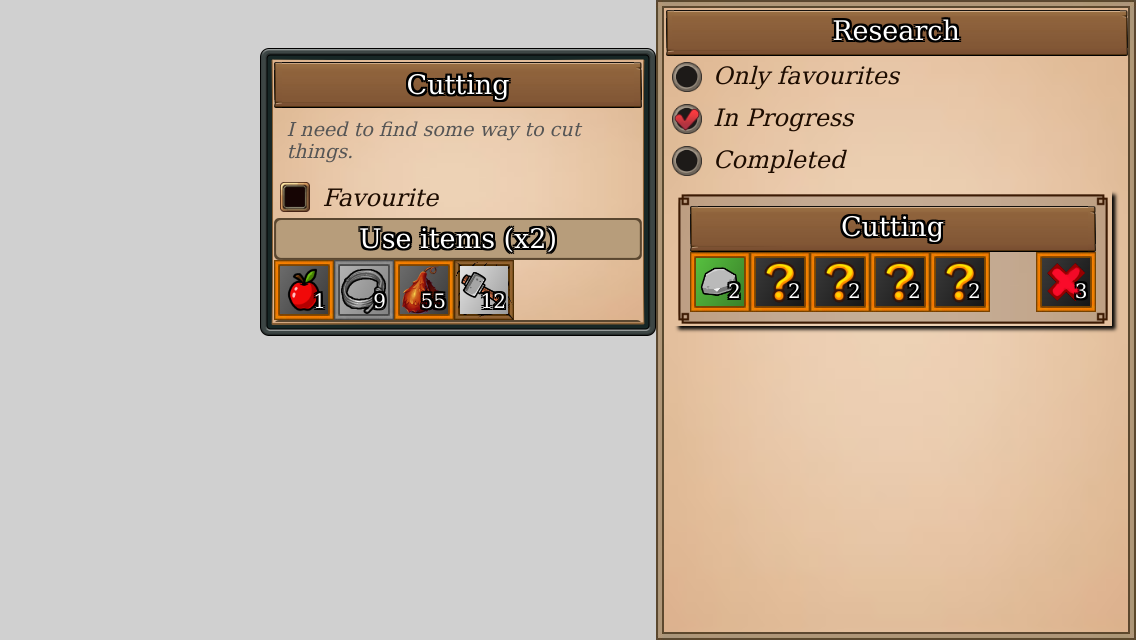 Cutting
I need to find some way to cut
things.
Favourite
Use items (x2)
1 9 55 12
Research
Only favourites
In Progress
Completed
Cutting
2 ?2 ?2 ?2 ?2 3